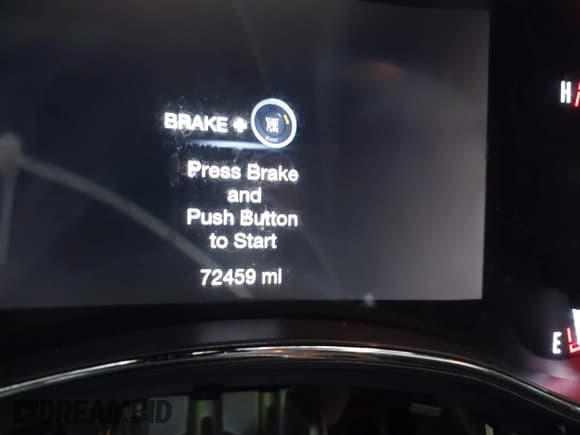 H
BRAKE +
Press Brake
and
Push Button
to Start
72459 mi
E
DREAMBID